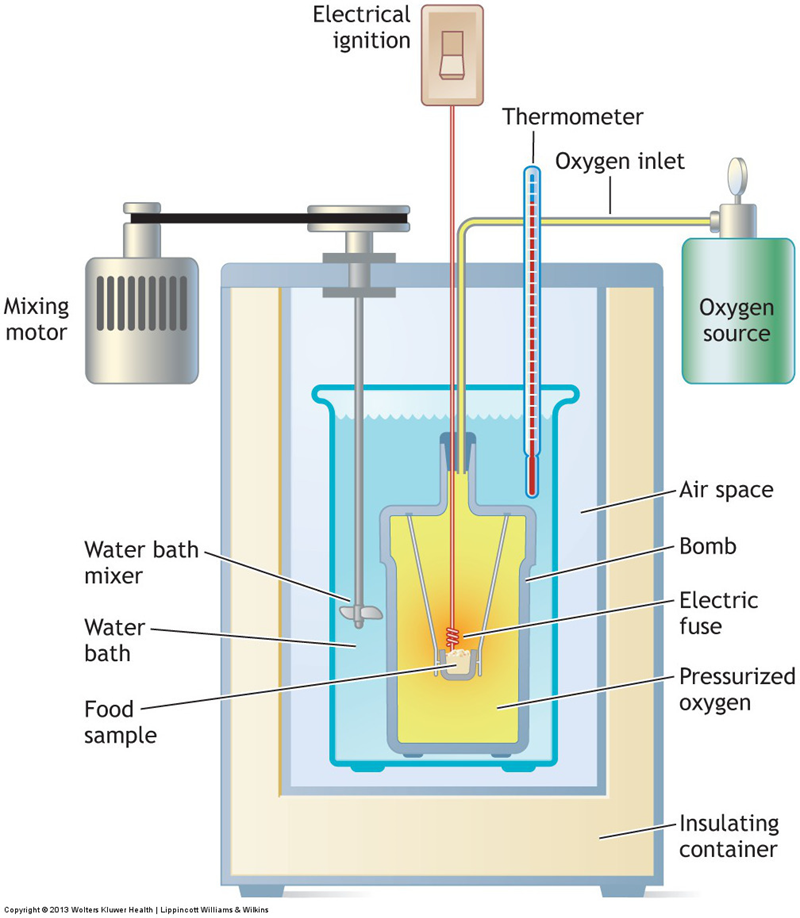 Electrical
ignition
Thermometer
Oxygen inlet
Mixing
motor
Oxygen
source
Air space
Water bath
mixer
Bomb
Electric
fuse
Water
bath
Pressurized
oxygen
Food
sample
Insulating
container
Copyright © 2013 Wolters Kluwer Health | Lippincott Williams & Wilkins